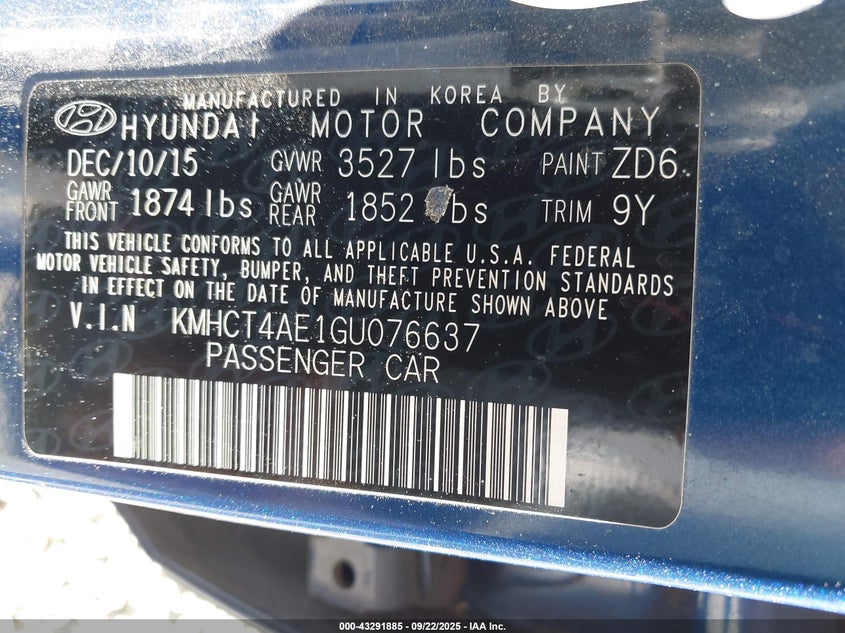 MANUFACTURED IN KOREA BY
HYUNDAI MOTOR COMPANY
DEC/10/15 GVWR 3527 lbs PAINT ZD6
GAWR FRONT 1874 lbs GAWR REAR 1852 bs TRIM 9Y
THIS VEHICLE CONFORMS TO ALL APPLICABLE U.S.A. FEDERAL
MOTOR VEHICLE SAFETY, BUMPER, AND THEFT PREVENTION STANDARDS
IN EFFECT ON THE DATE OF MANUFACTURE SHOWN ABOVE
V.I.N KMHCT4AE1GU076637
PASSENGER CAR
000-43291885 - 09/22/2025 - IAA Inc.